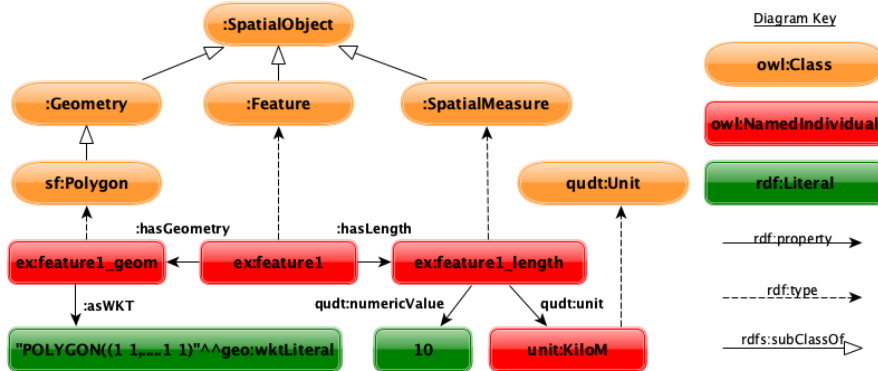 :SpatialObject
Diagram Key
owl:Class
:Geometry
:Feature
:SpatialMeasure
owl:NamedIndividual
sf:Polygon
qudt:Unit
rdf:Literal
:hasGeometry
:hasLength
rdf:property
ex:feature1_geom
ex:feature1
ex:feature1_length
rdf:type
:asWKT
qudt:numericValue
qudt:unit
"POLYGON((1 1,....1 1)"^^geo:wktLiteral
10
unit:KiloM
rdfs:subClassOf